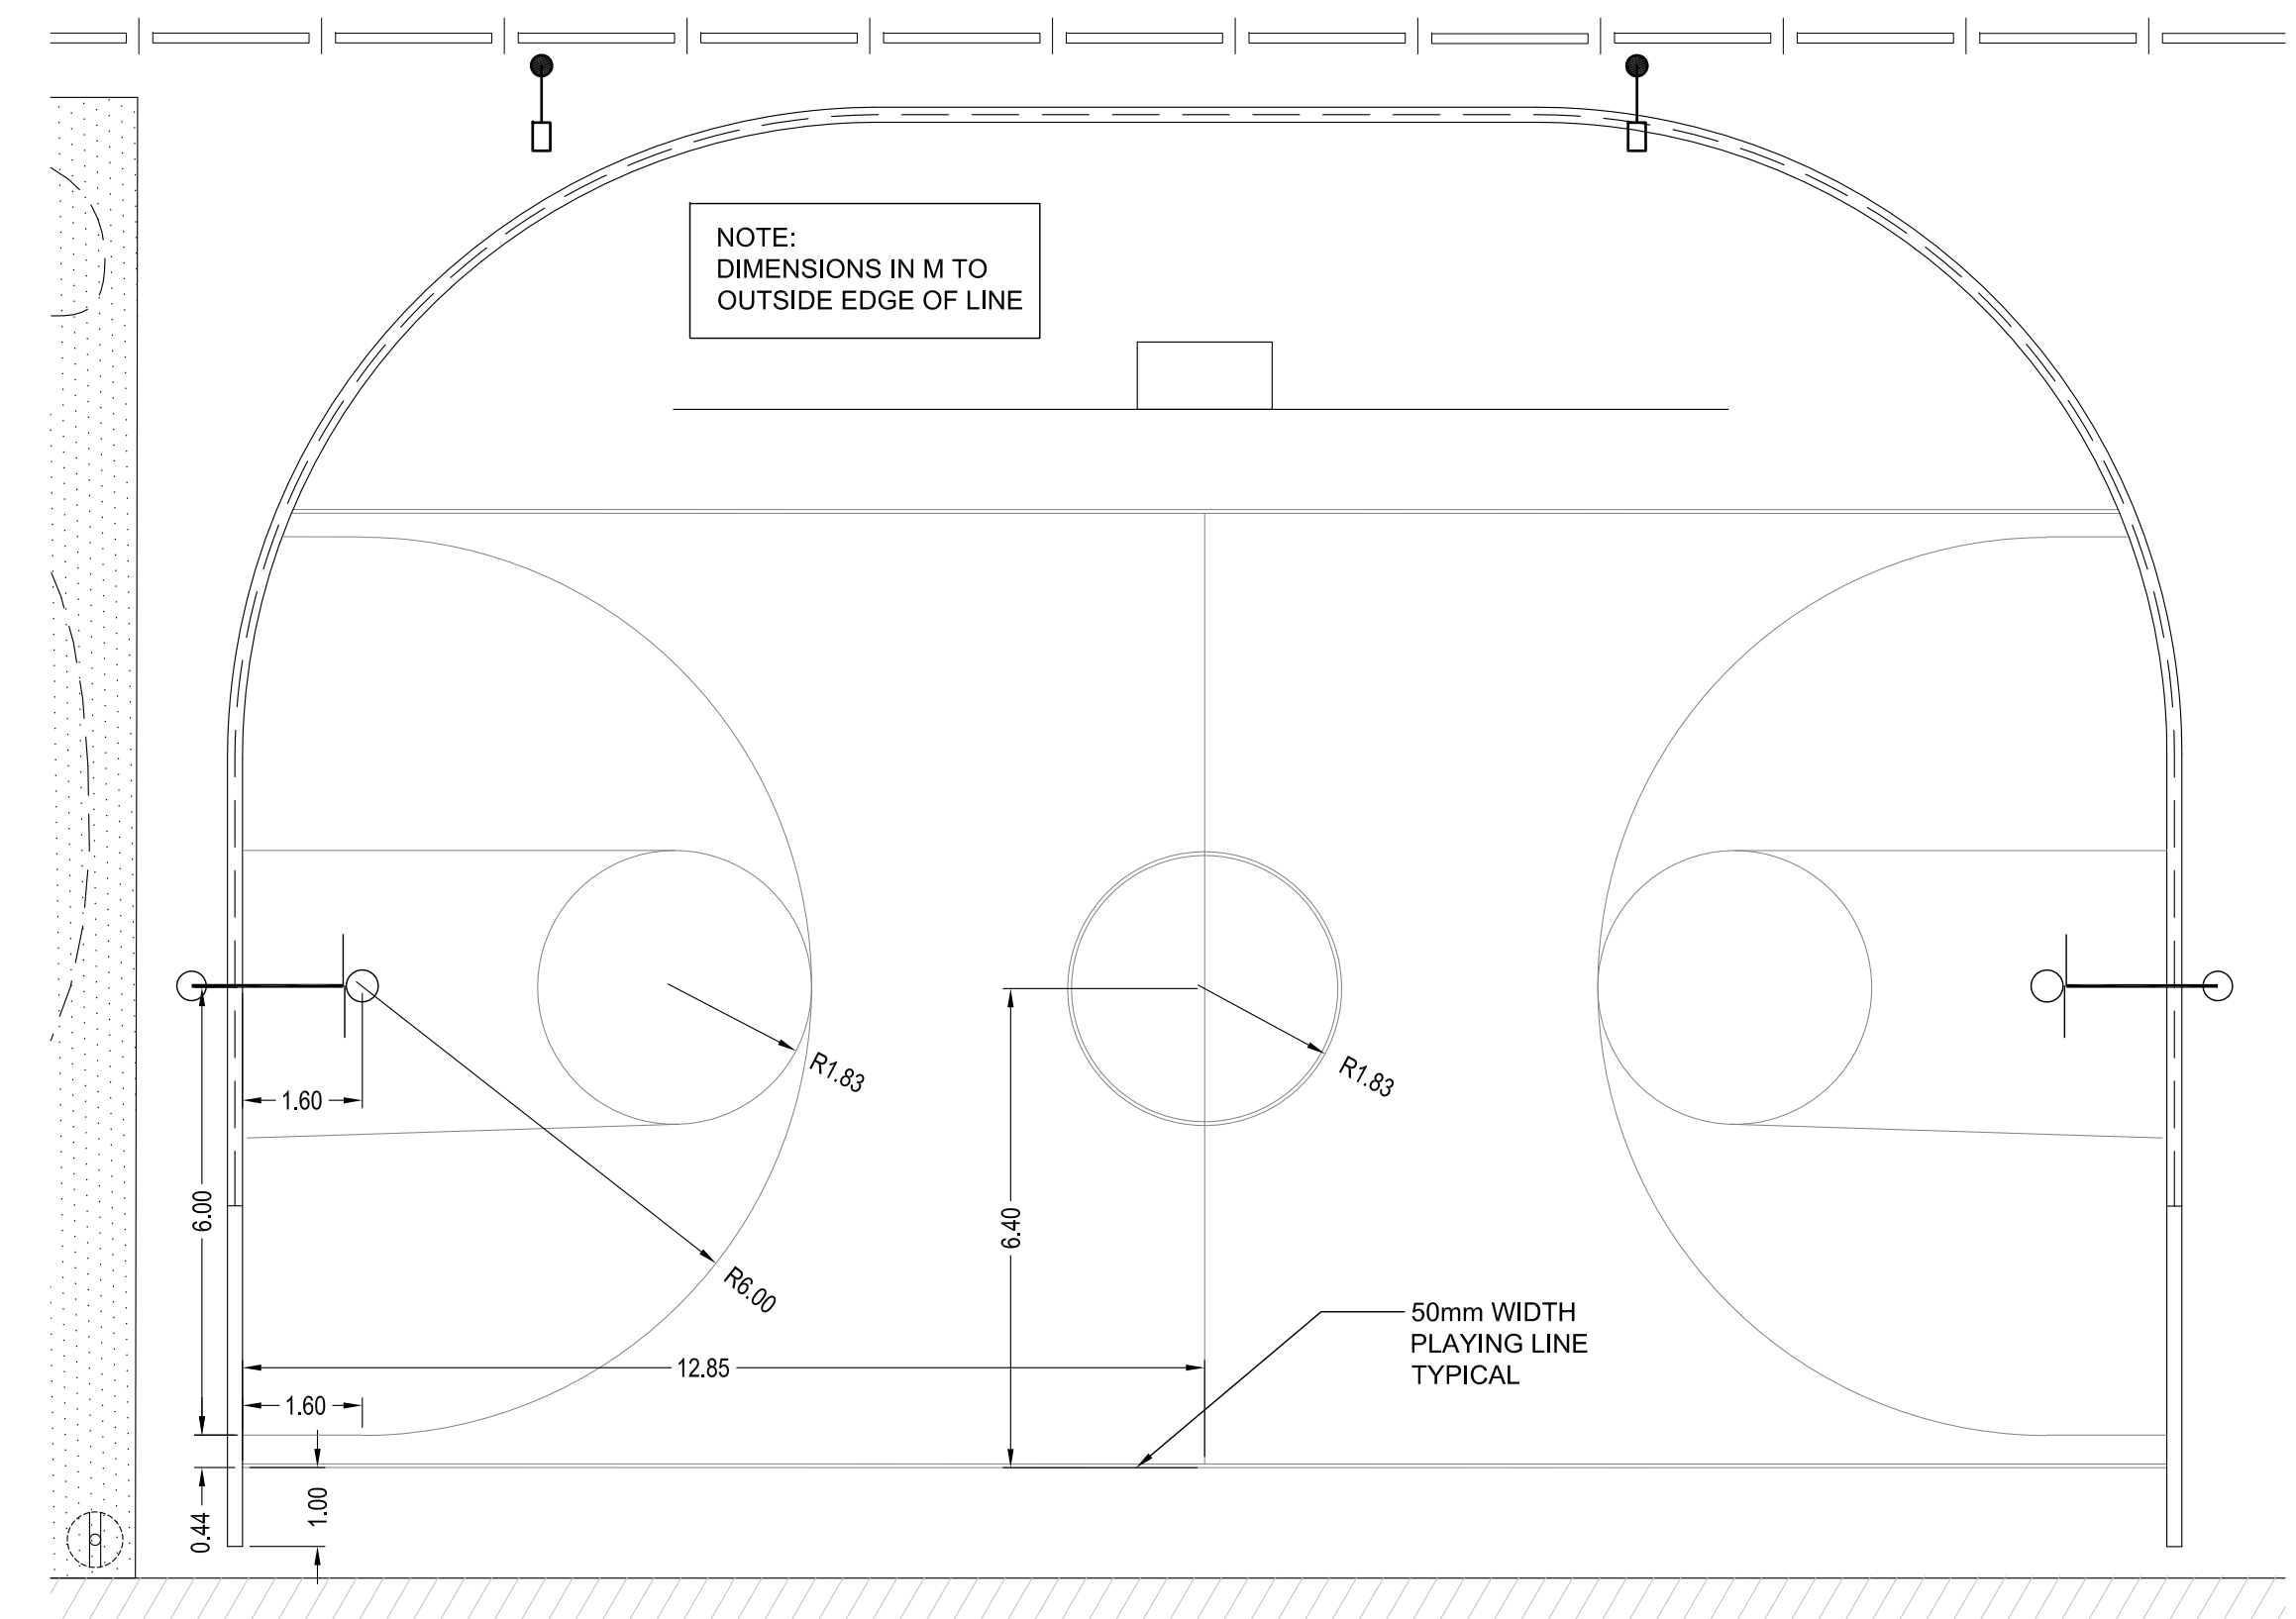 NOTE:
DIMENSIONS IN M TO
OUTSIDE EDGE OF LINE
R1.83
R1.83
1.60
6.00
6.40
R6.00
50mm WIDTH
PLAYING LINE
TYPICAL
12.85
1.60
1.00
0.44